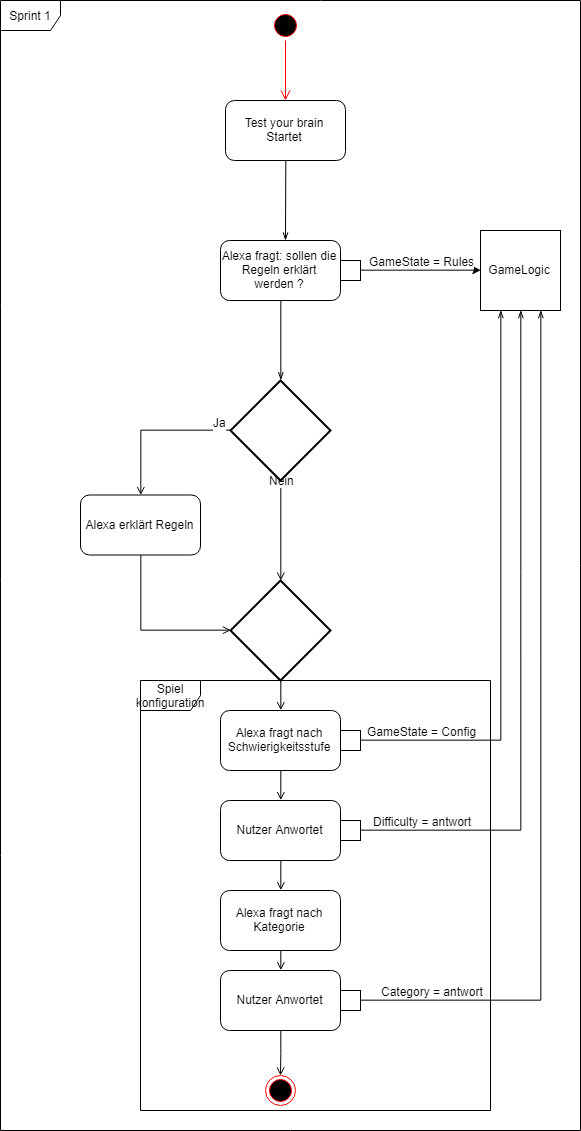 Sprint 1
Test your brain
Startet
Alexa fragt: sollen die
Regeln erklärt
werden ?
GameState = Rules
GameLogic
Ja
Nein
Alexa erklärt Regeln
Spiel
konfiguration
Alexa fragt nach
Schwierigkeitsstufe
GameState = Config
Nutzer Anwortet
Difficulty = antwort
Alexa fragt nach
Kategorie
Nutzer Anwortet
Category = antwort